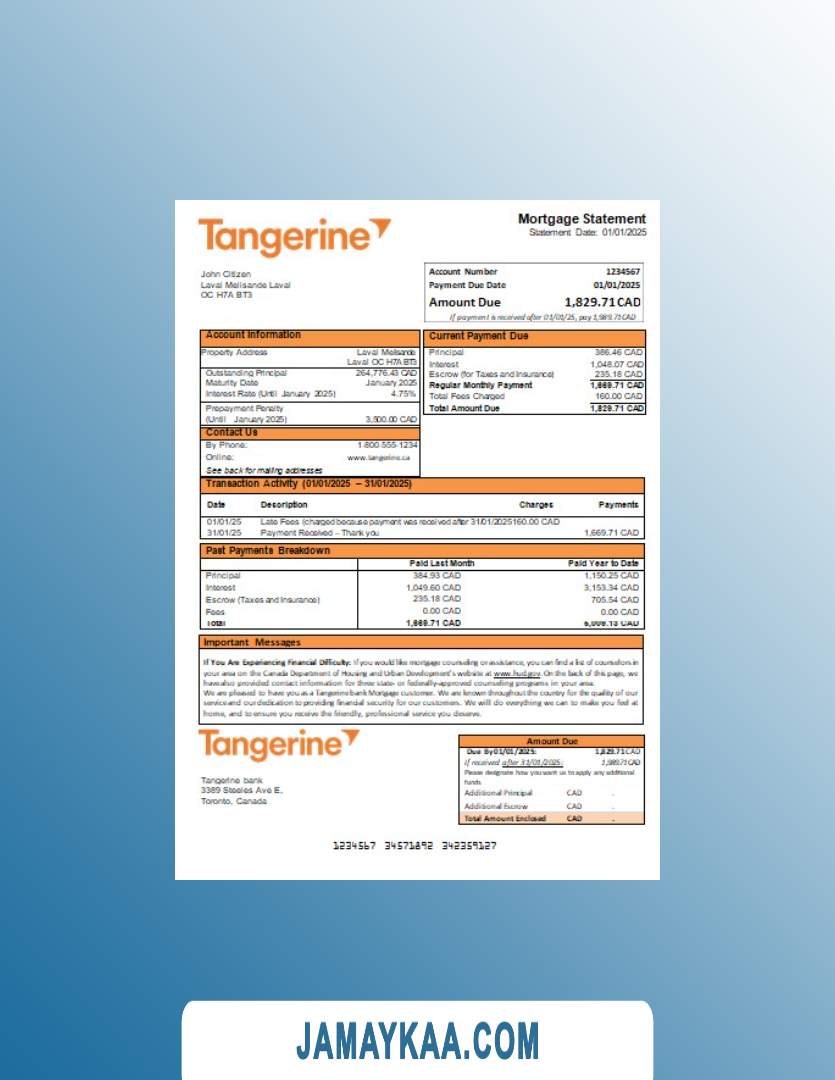 Tangerine
Mortgage Statement
Statement Date: 01/01/2025
John Citizen
Laval Melisande Laval
QC H7A BT3
Account Number 1234567
Payment Due Date 01/01/2025
Amount Due 1,829.71 CAD
If payment is received after 01/01/25, pay 1,989.71 CAD
Account Information
Property Address Laval Melisande
Laval QC H7A BT3
Outstanding Principal 264,776.43 CAD
Maturity Date January 2025
Interest Rate (Until January 2025) 4.75%
Prepayment Penalty
(Until January 2025) 3,500.00 CAD
Contact Us
By Phone: 1-800-555-1234
Online: www.tangerine.ca
See back for mailing addresses
Current Payment Due
Principal 386.46 CAD
Interest 1,048.07 CAD
Escrow (for Taxes and Insurance) 235.18 CAD
Regular Monthly Payment 1,669.71 CAD
Total Fees Charged 160.00 CAD
Total Amount Due 1,829.71 CAD
Transaction Activity (01/01/2025 – 31/01/2025)
Date Description Charges Payments
01/01/25 Late Fees (charged because payment was received after 31/01/2025160.00 CAD
31/01/25 Payment Received – Thank you 1,669.71 CAD
Past Payments Breakdown
Paid Last Month Paid Year to Date
Principal 384.93 CAD 1,150.25 CAD
Interest 1,049.60 CAD 3,153.34 CAD
Escrow (Taxes and Insurance) 235.18 CAD 705.54 CAD
Fees 0.00 CAD 0.00 CAD
Total 1,669.71 CAD 5,009.13 CAD
Important Messages
If You Are Experiencing Financial Difficulty: If you would like mortgage counseling or assistance, you can find a list of counselors in
your area on the Canada Department of Housing and Urban Development's website at www.hud.gov. On the back of this page, we
have also provided contact information for three state- or federally-approved counseling programs in your area.
We are pleased to have you as a Tangerine bank Mortgage customer. We are known throughout the country for the quality of our
service and our dedication to providing financial security for our customers. We will do everything we can to make you feel at
home, and to ensure you receive the friendly, professional service you deserve.
Tangerine
Tangerine bank
3389 Steeles Ave E,
Toronto, Canada
Amount Due
Due By 01/01/2025: 1,829.71 CAD
if received after 31/01/2025: 1,989.71 CAD
Please designate how you want us to apply any additional
funds.
Additional Principal CAD .
Additional Escrow CAD .
Total Amount Enclosed CAD .
1234567 34571892 342359127
JAMAYKAA.COM